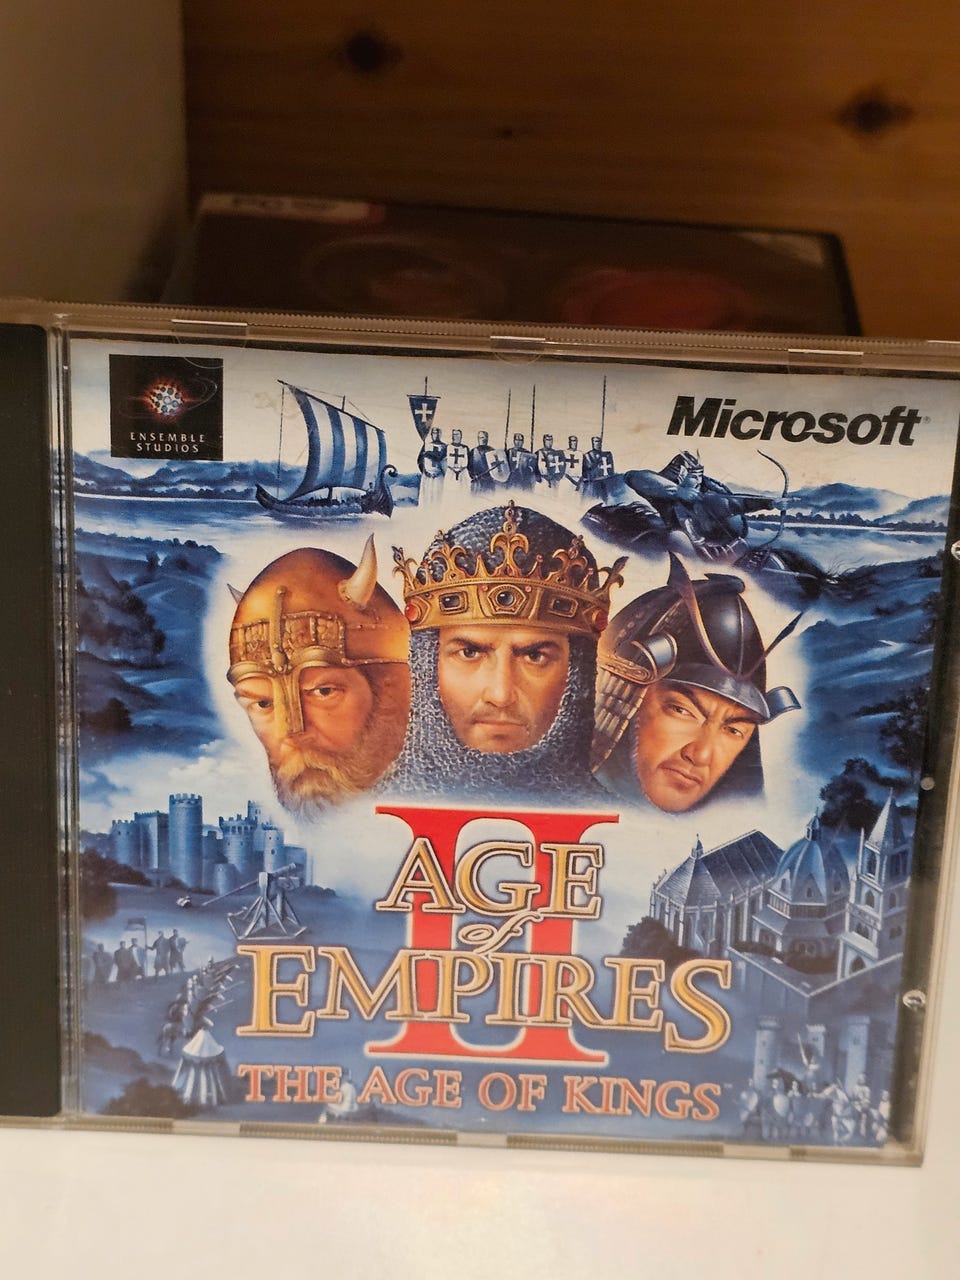 ENSEMBLE
STUDIOS
Microsoft®
II
AGE
of
EMPIRES
THE AGE OF KINGS